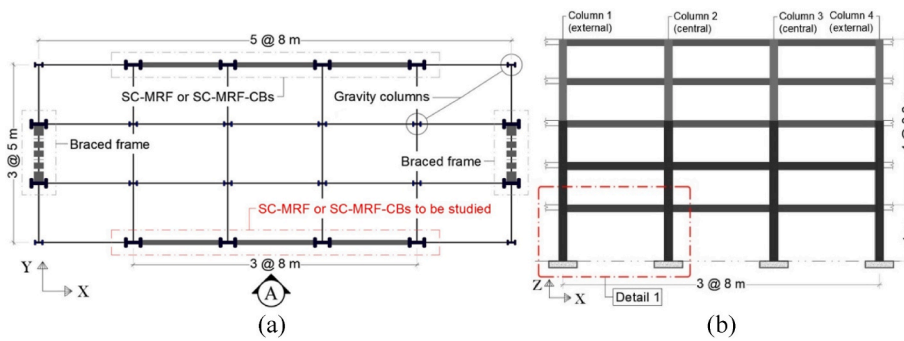 5 @ 8 m
SC-MRF or SC-MRF-CBs
Gravity columns
3 @ 5 m
Braced frame
Braced frame
SC-MRF or SC-MRF-CBs to be studied
3 @ 8 m
Y
X
A
(a)
Column 1
(external)
Column 2
(central)
Column 3
(central)
Column 4
(external)
Z
X
3 @ 8 m
Detail 1
(b)